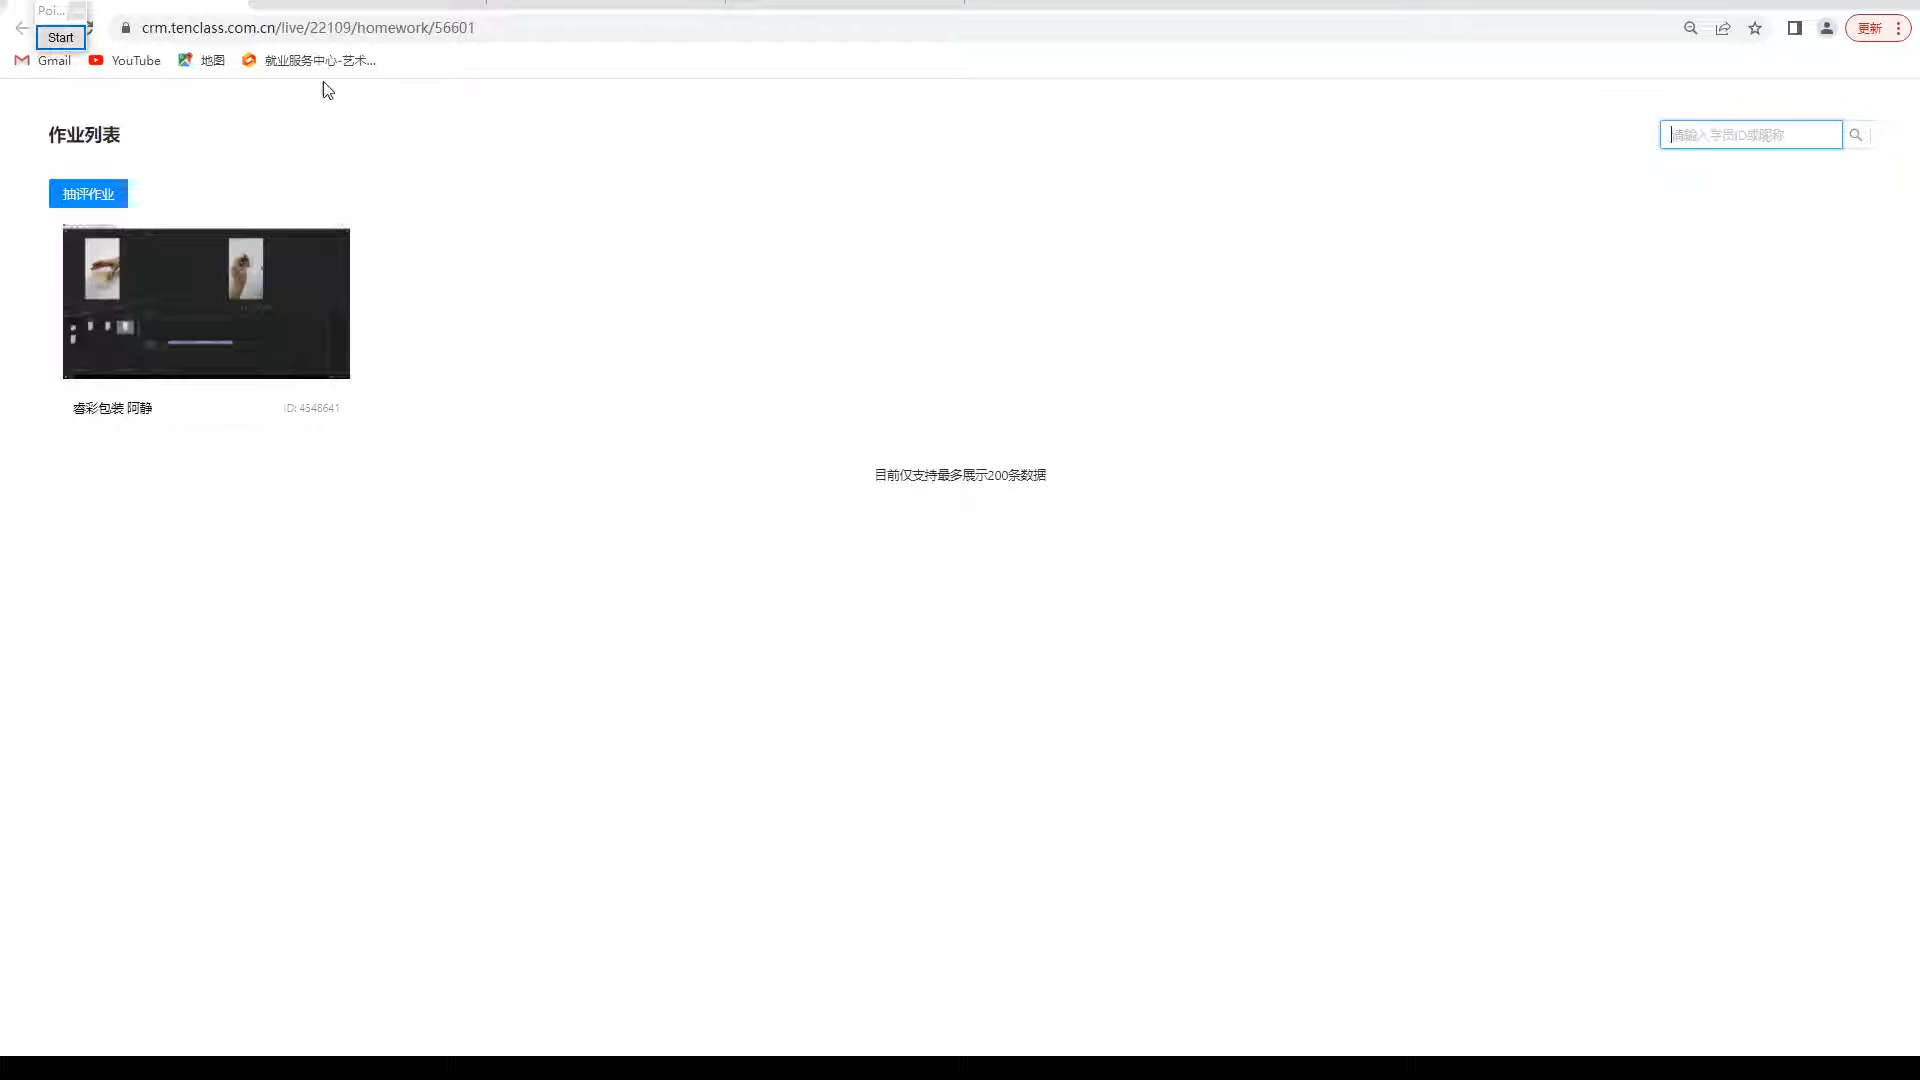 Poi...
Start
crm.tenclass.com.cn/live/22109/homework/56601
更新
Gmail
YouTube
地图
就业服务中心-艺术...
作业列表
请输入学员ID或昵称
抽评作业
睿彩包装 阿静
ID: 4548641
目前仅支持最多展示200条数据